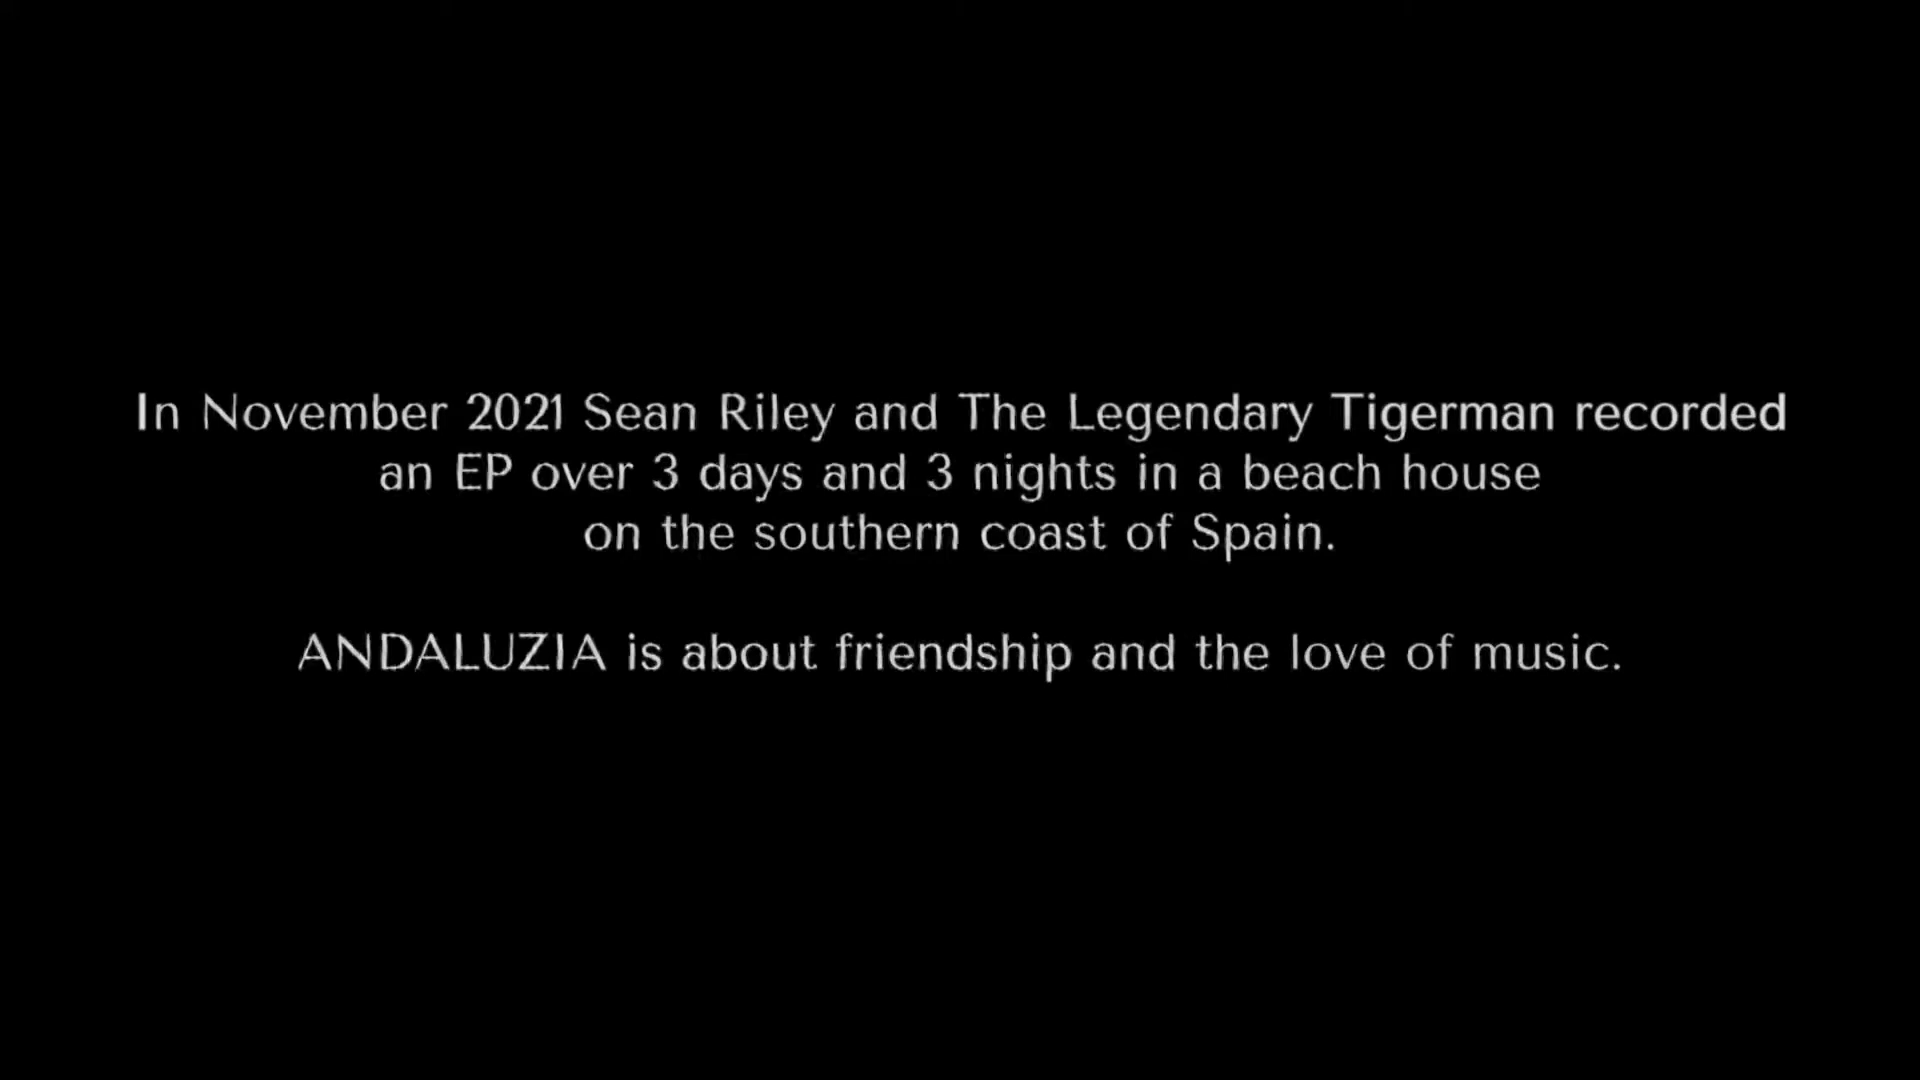 In November 2021 Sean Riley and The Legendary Tigerman recorded
an EP over 3 days and 3 nights in a beach house
on the southern coast of Spain.
ANDALUZIA is about friendship and the love of music.